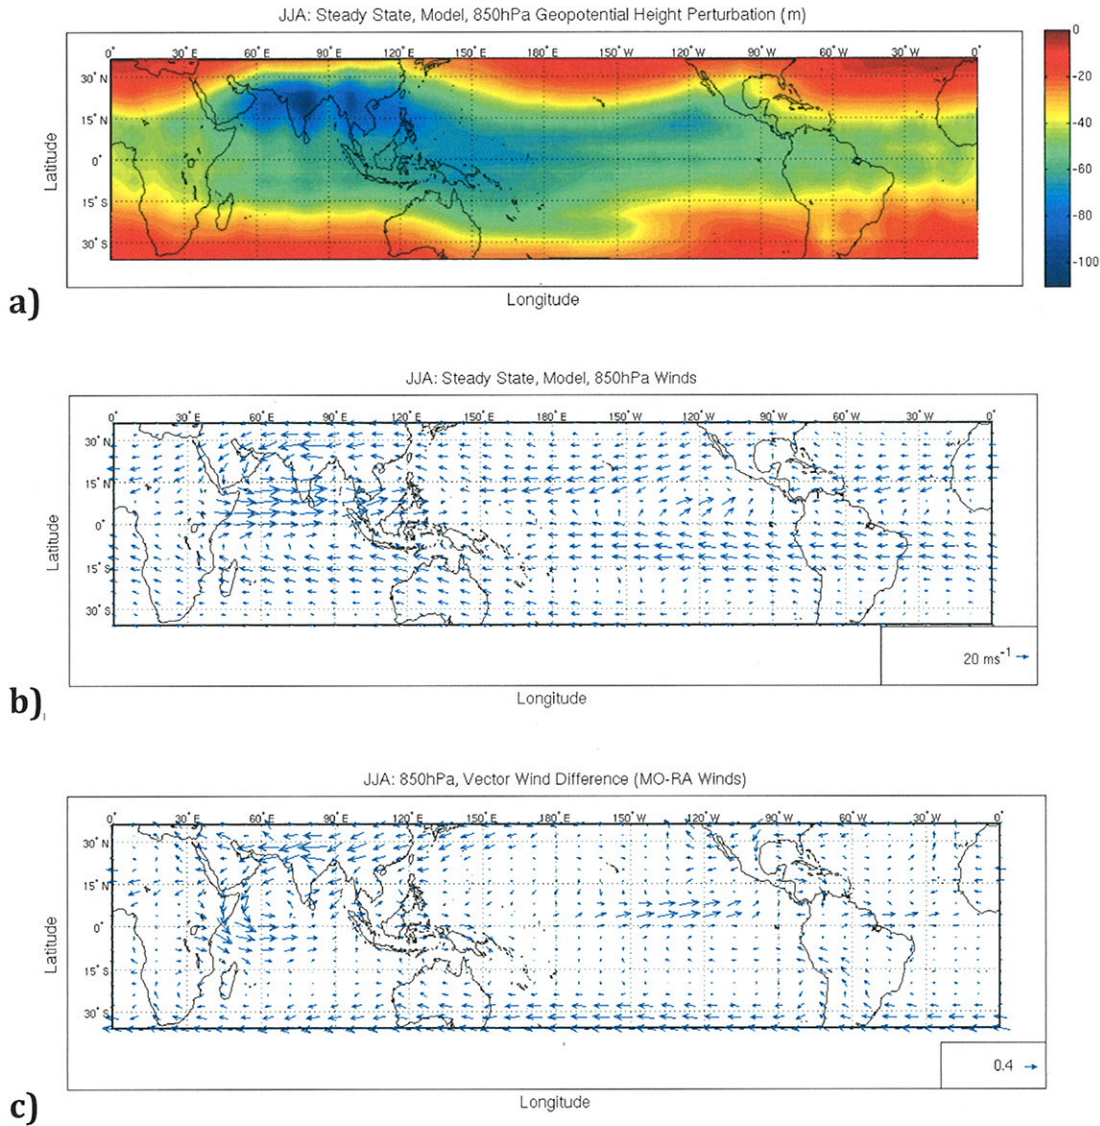 JJA: Steady State, Model, 850hPa Geopotential Height Perturbation (m)
0° 30° E 60° E 90° E 120° E 150° E 180° E 150° W 120° W 90° W 60° W 30° W 0°
30° N
15° N
0°
15° S
30° S
Latitude
Longitude
0
-20
-40
-60
-80
-100
a)
JJA: Steady State, Model, 850hPa Winds
0° 30° E 60° E 90° E 120° E 150° E 180° E 150° W 120° W 90° W 60° W 30° W 0°
30° N
15° N
0°
15° S
30° S
Latitude
20 ms⁻¹
Longitude
b)
JJA: 850hPa, Vector Wind Difference (MO-RA Winds)
0° 30° E 60° E 90° E 120° E 150° E 180° E 150° W 120° W 90° W 60° W 30° W 0°
30° N
15° N
0°
15° S
30° S
Latitude
0.4
Longitude
c)